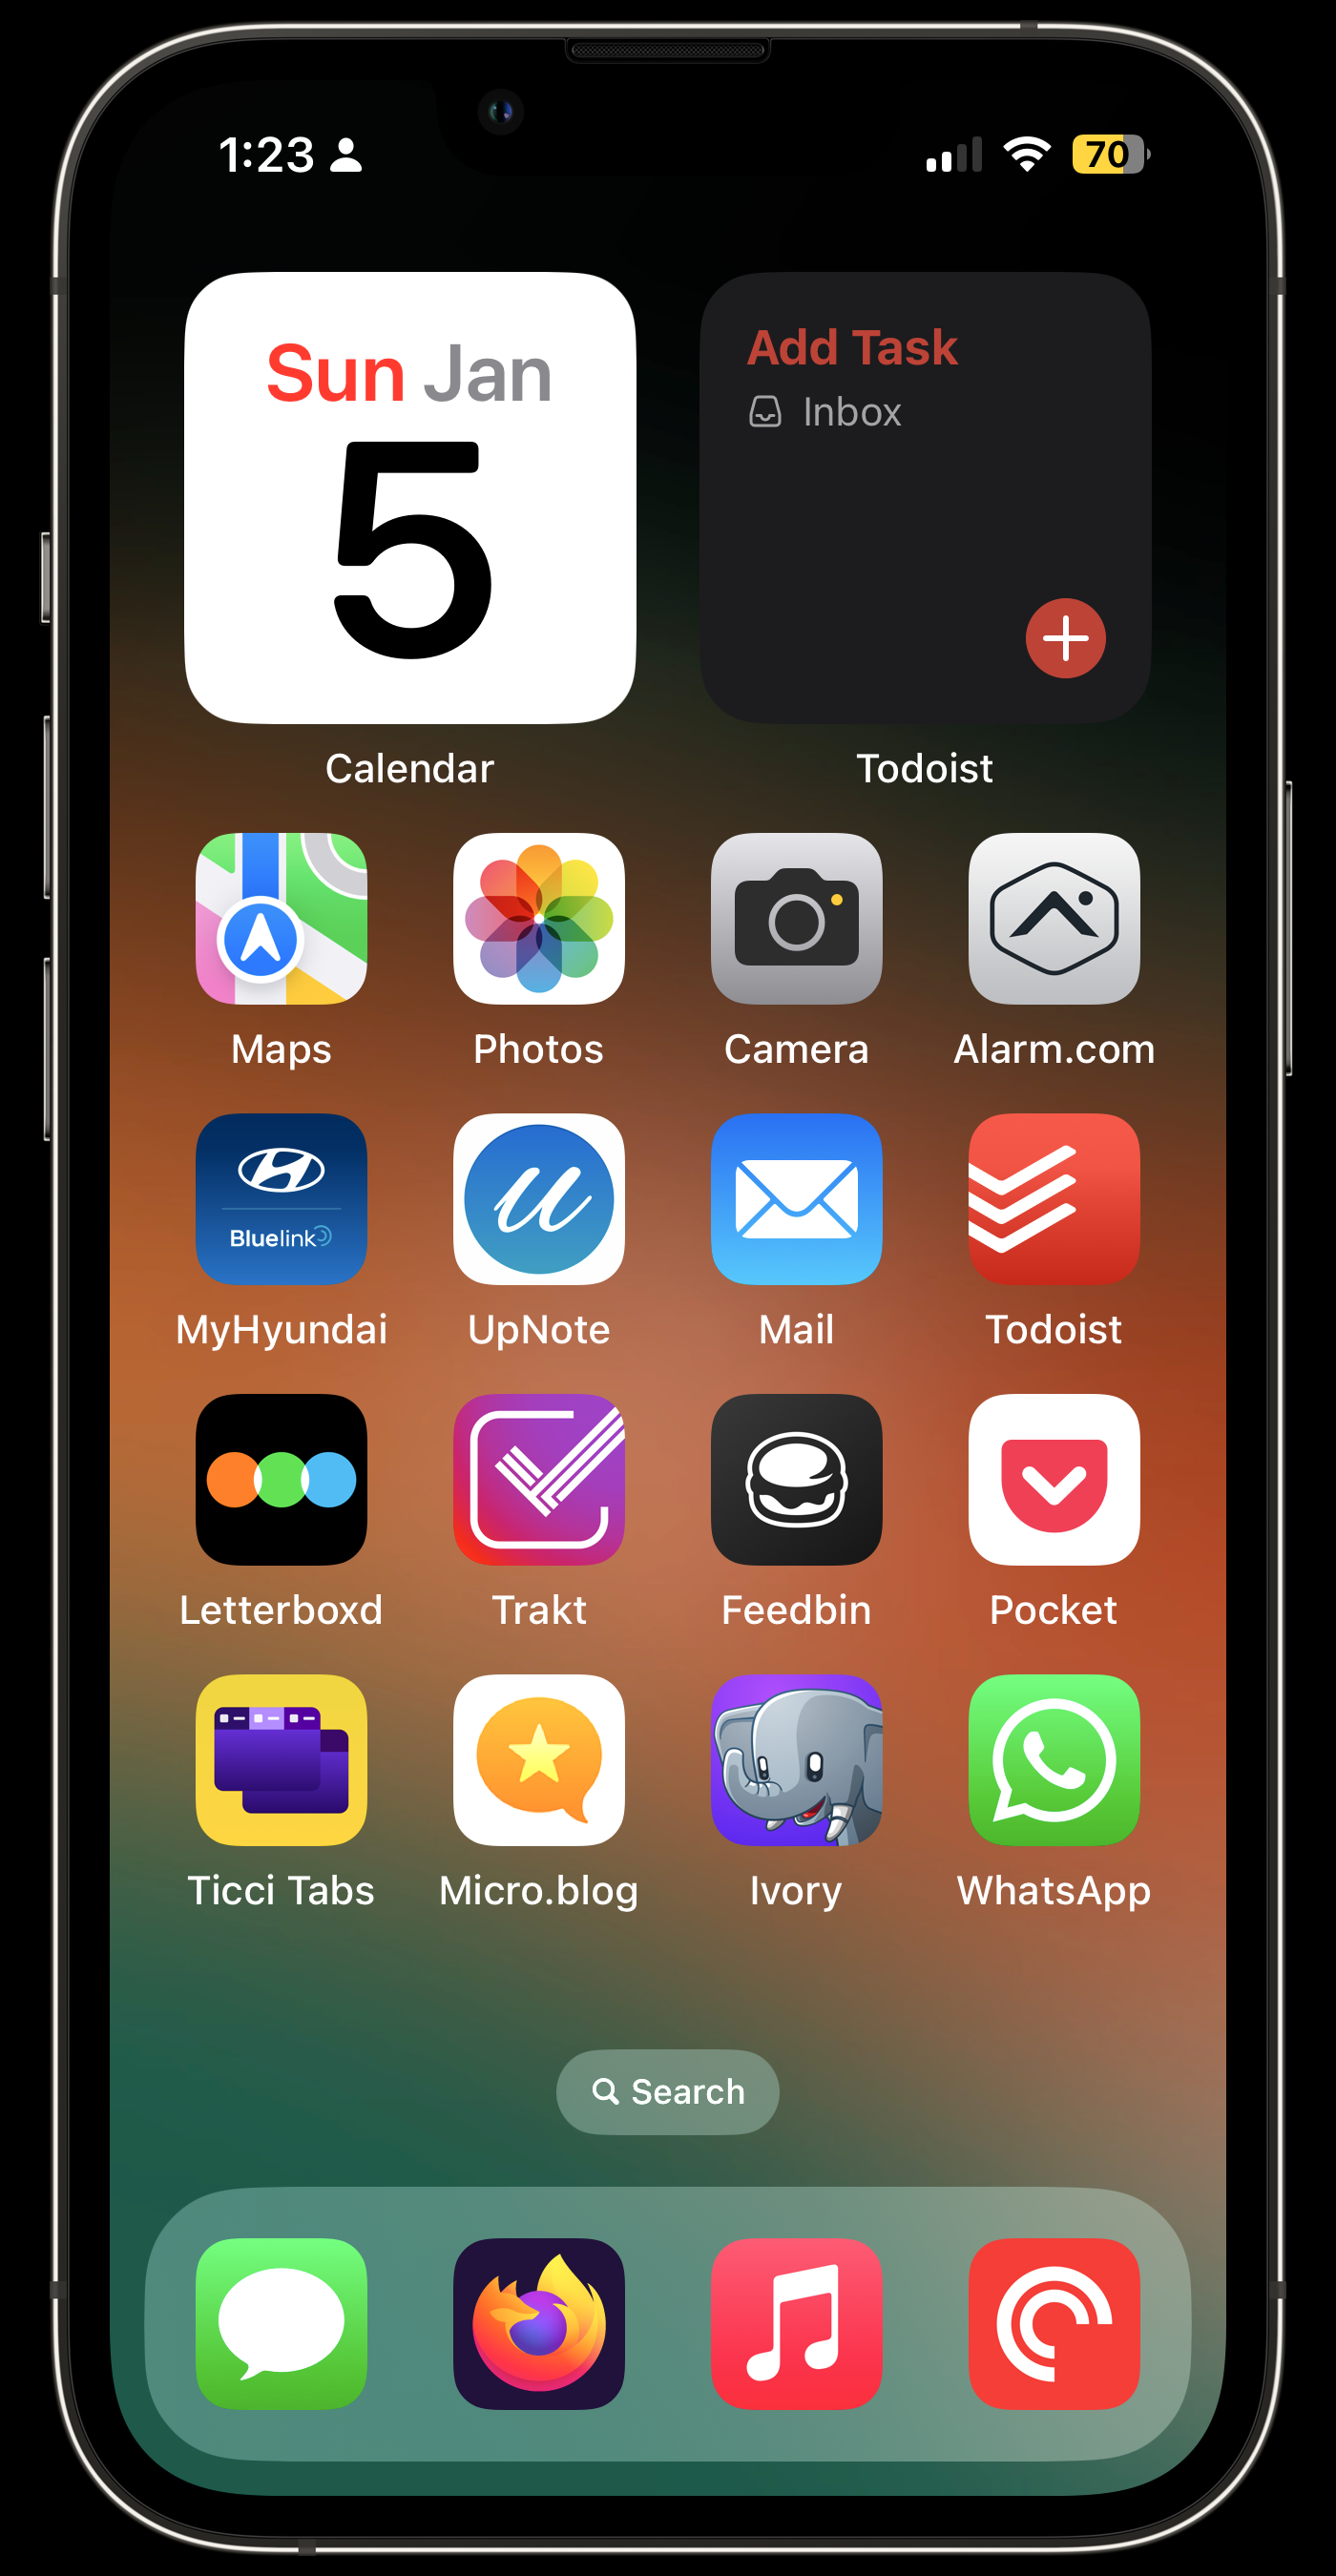 1:23
70
Sun Jan
5
Add Task
Inbox
Calendar
Todoist
Maps
Photos
Camera
Alarm.com
Bluelink
MyHyundai
UpNote
Mail
Todoist
Letterboxd
Trakt
Feedbin
Pocket
Ticci Tabs
Micro.blog
Ivory
WhatsApp
Search